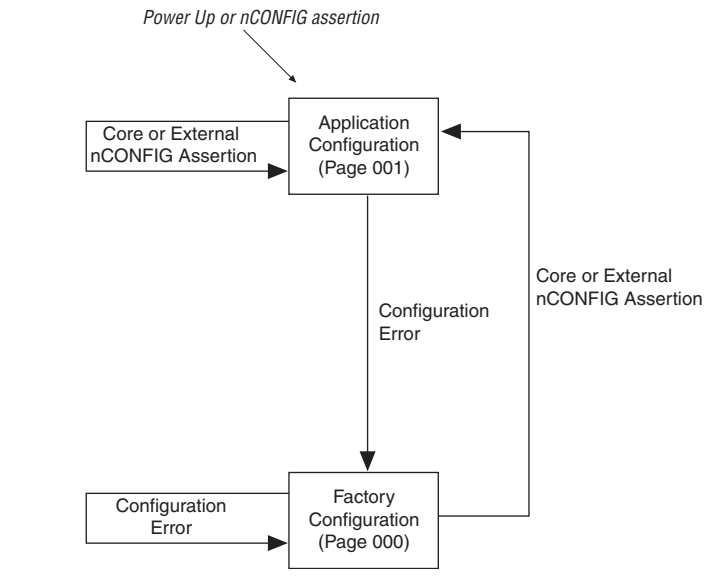 Power Up or nCONFIG assertion
Core or External
nCONFIG Assertion
Application
Configuration
(Page 001)
Configuration
Error
Core or External
nCONFIG Assertion
Configuration
Error
Factory
Configuration
(Page 000)